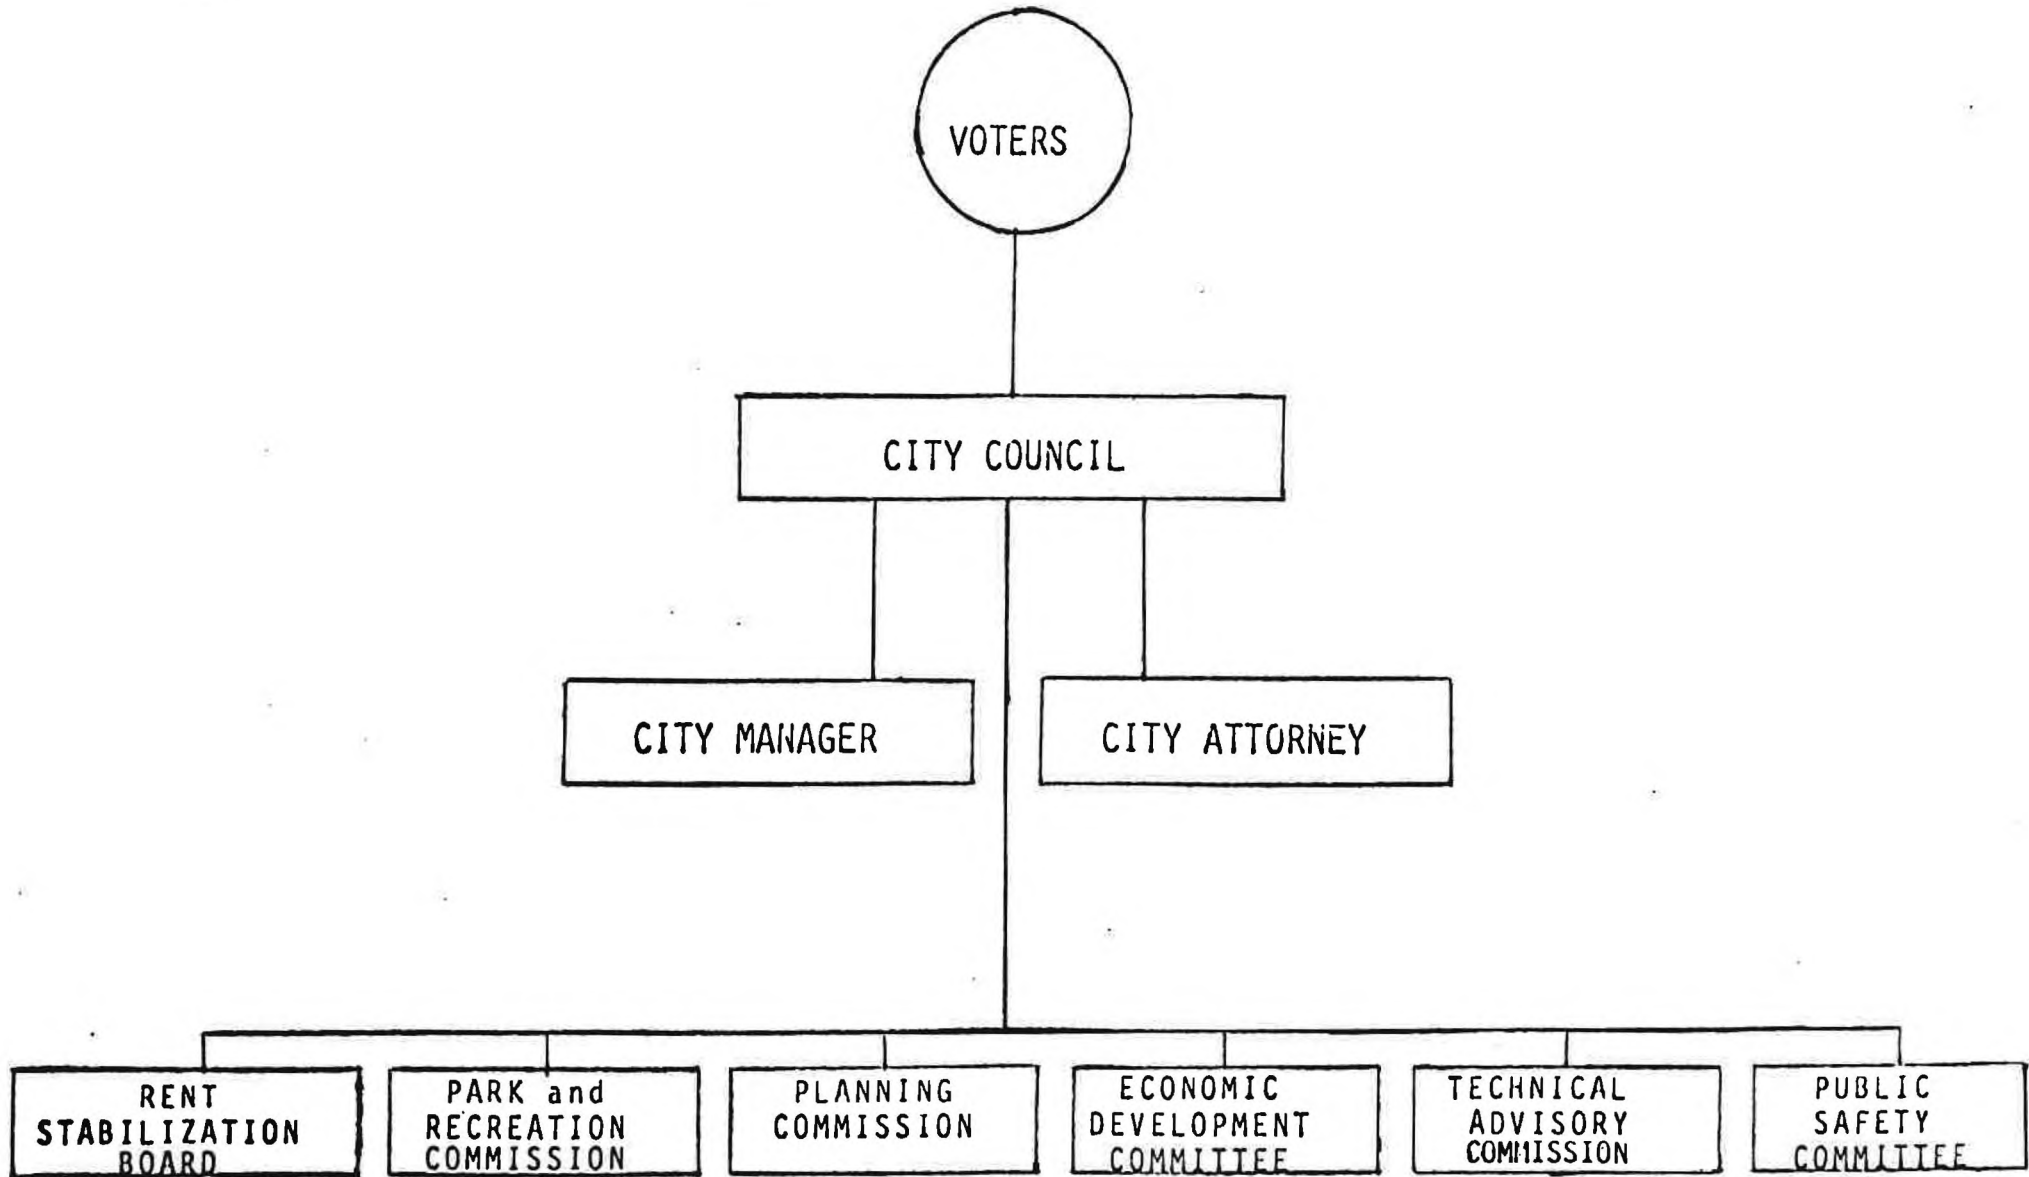 VOTERS
CITY COUNCIL
CITY MANAGER
CITY ATTORNEY
RENT
STABILIZATION
BOARD
PARK and
RECREATION
COMMISSION
PLANNING
COMMISSION
ECONOMIC
DEVELOPMENT
COMMITTEE
TECHNICAL
ADVISORY
COMMISSION
PUBLIC
SAFETY
COMMITTEE